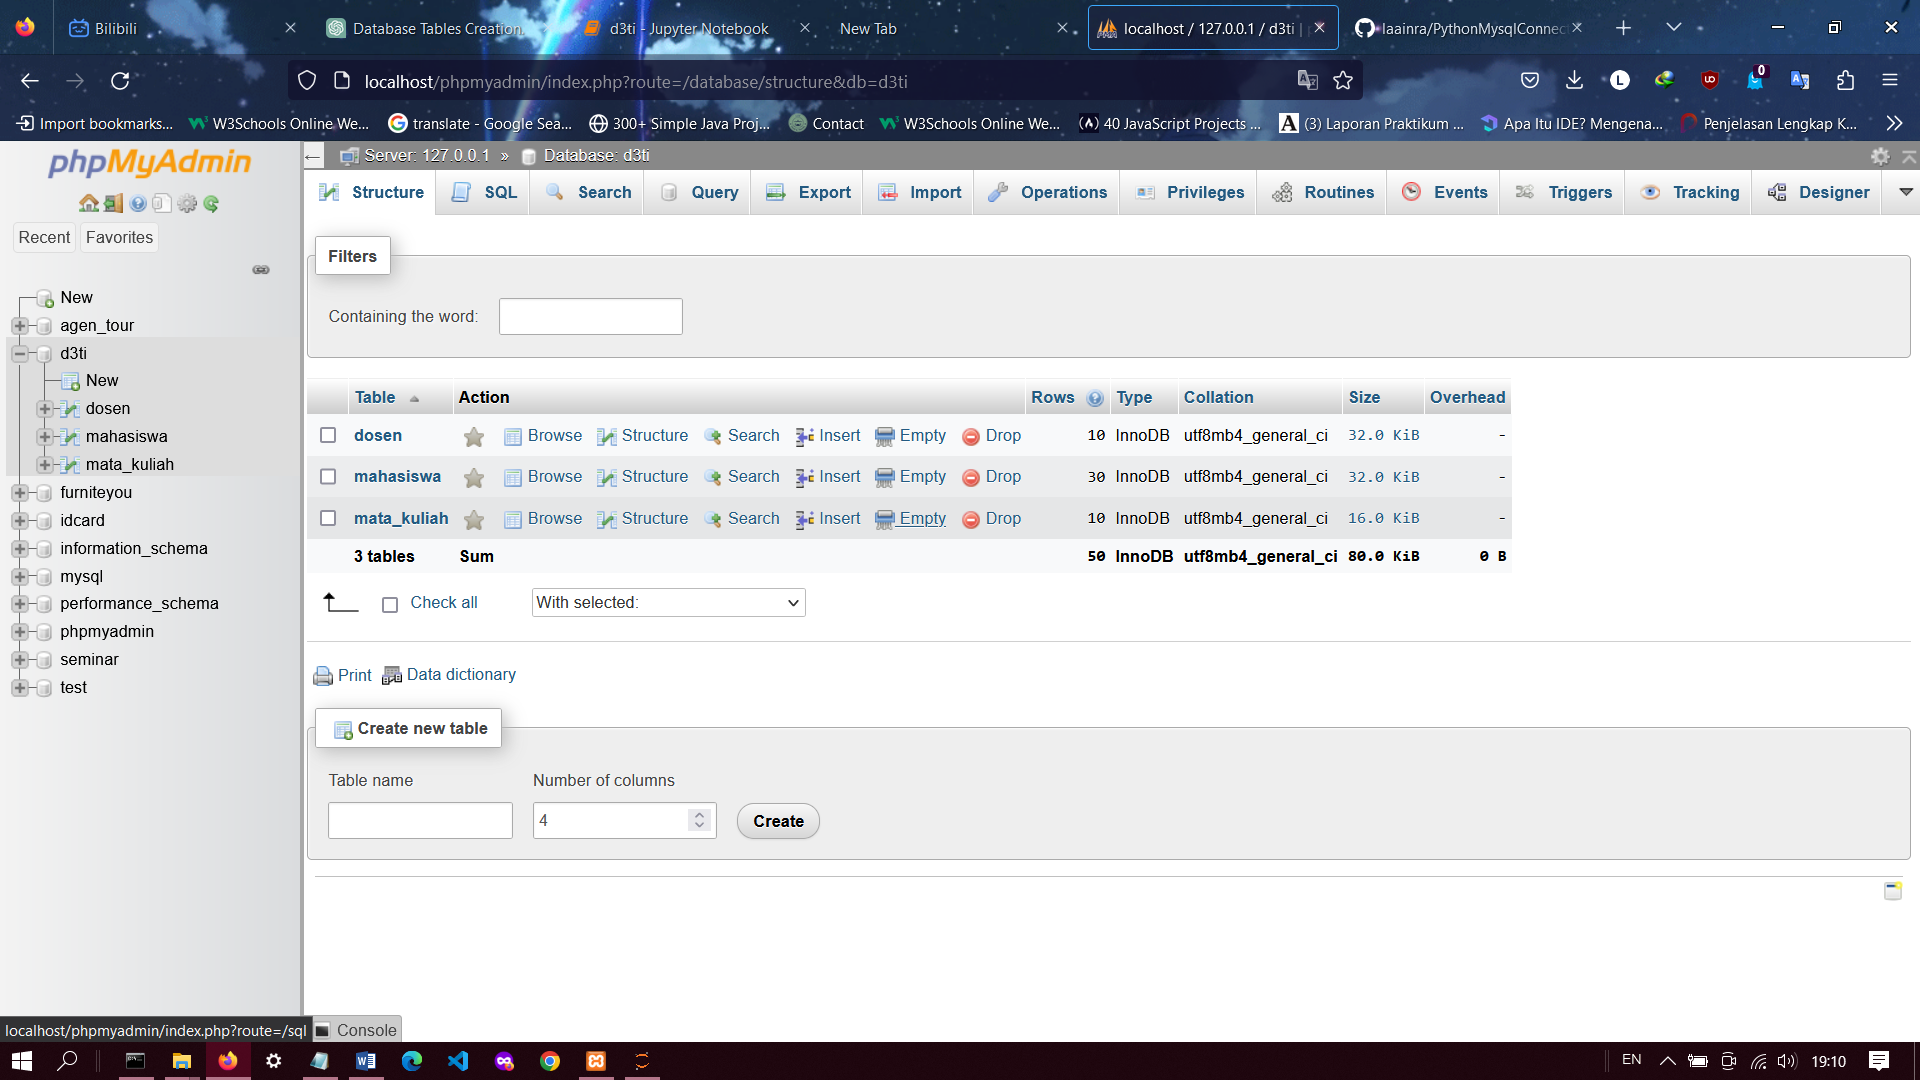 Bilibili
Database Tables Creation.
d3ti - Jupyter Notebook
New Tab
localhost / 127.0.0.1 / d3ti |
laainra/PythonMysqlConnec
localhost/phpmyadmin/index.php?route=/database/structure&db=d3ti
0
Import bookmarks...
W3Schools Online We...
translate - Google Sea...
300+ Simple Java Proj...
Contact
W3Schools Online We...
40 JavaScript Projects ...
(3) Laporan Praktikum ...
Apa Itu IDE? Mengena...
Penjelasan Lengkap K...
phpMyAdmin
Recent Favorites
New
agen_tour
d3ti
New
dosen
mahasiswa
mata_kuliah
furniteyou
idcard
information_schema
mysql
performance_schema
phpmyadmin
seminar
test
Server: 127.0.0.1 » Database: d3ti
Structure SQL Search Query Export Import Operations Privileges Routines Events Triggers Tracking Designer
Filters
Containing the word:
Table Action Rows Type Collation Size Overhead
dosen Browse Structure Search Insert Empty Drop 10 InnoDB utf8mb4_general_ci 32.0 KiB -
mahasiswa Browse Structure Search Insert Empty Drop 30 InnoDB utf8mb4_general_ci 32.0 KiB -
mata_kuliah Browse Structure Search Insert Empty Drop 10 InnoDB utf8mb4_general_ci 16.0 KiB -
3 tables Sum 50 InnoDB utf8mb4_general_ci 80.0 KiB 0 B
Check all With selected:
Print Data dictionary
Create new table
Table name Number of columns
4 Create
localhost/phpmyadmin/index.php?route=/sql
Console
EN 19:10